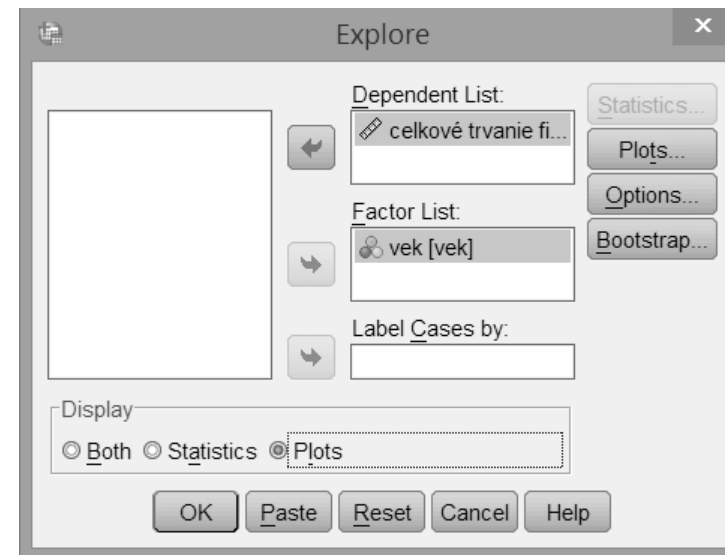 Explore
x
Dependent List:
celkové trvanie fi...
Factor List:
vek [vek]
Label Cases by:
Statistics...
Plots...
Options...
Bootstrap...
Display
Both
Statistics
Plots
OK
Paste
Reset
Cancel
Help